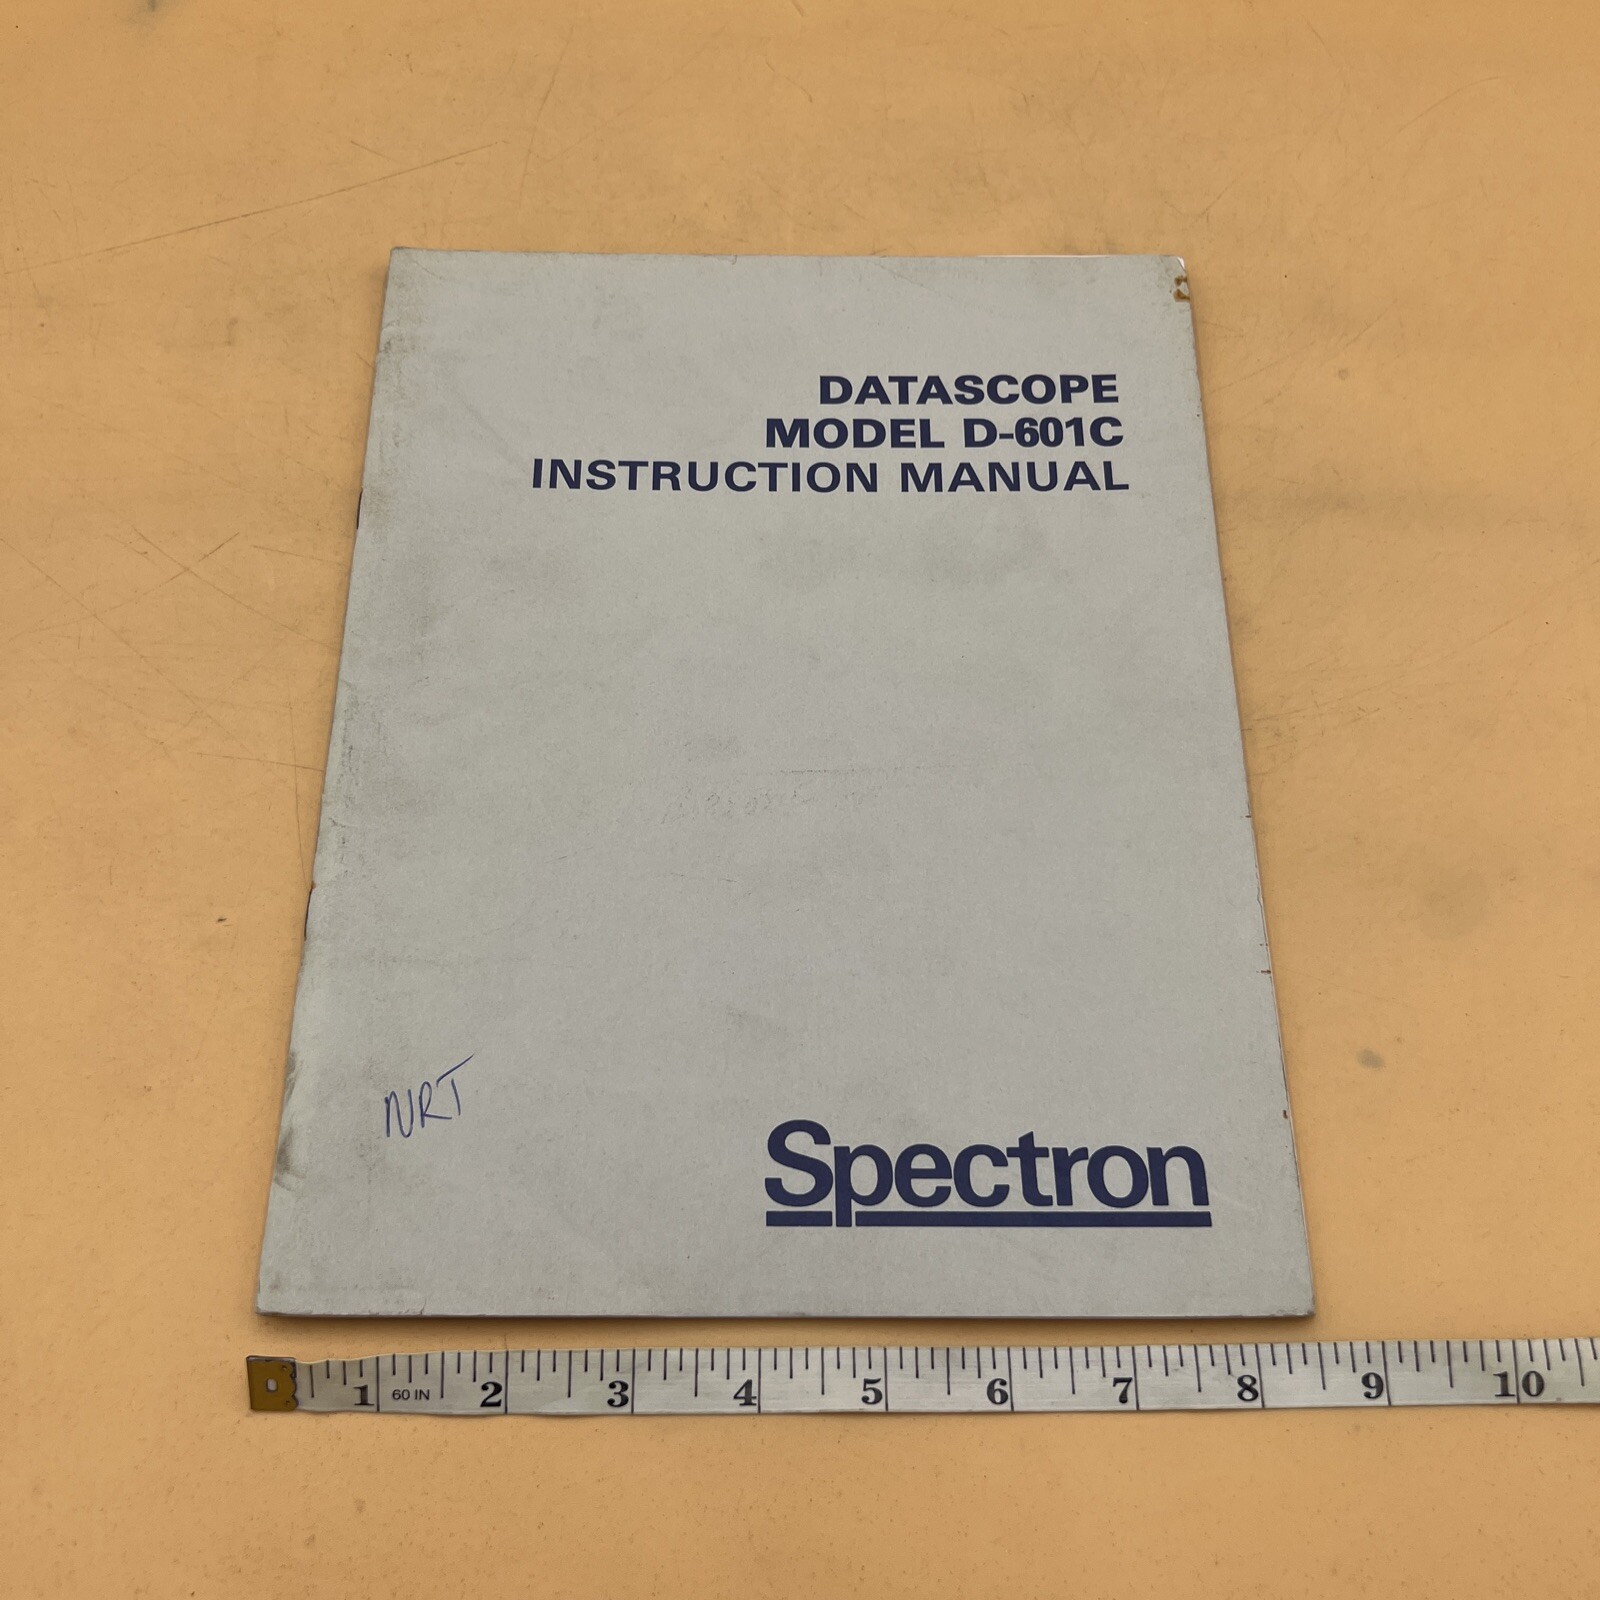 DATASCOPE
MODEL D-601C
INSTRUCTION MANUAL
NRT
Spectron
1 60 IN 2 3 4 5 6 7 8 9 10